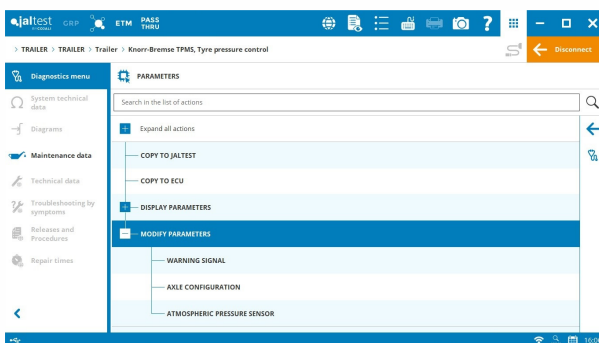 jaltest GRP ETM PASS
THRU
> TRAILER > TRAILER > Trailer > Knorr-Bremse TPMS, Tyre pressure control
Disconnect
Diagnostics menu
PARAMETERS
System technical
data
Search in the list of actions
Diagrams
Expand all actions
Maintenance data
COPY TO JALTEST
COPY TO ECU
Technical data
DISPLAY PARAMETERS
Troubleshooting by
symptoms
MODIFY PARAMETERS
Releases and
Procedures
WARNING SIGNAL
Repair times
AXLE CONFIGURATION
ATMOSPHERIC PRESSURE SENSOR